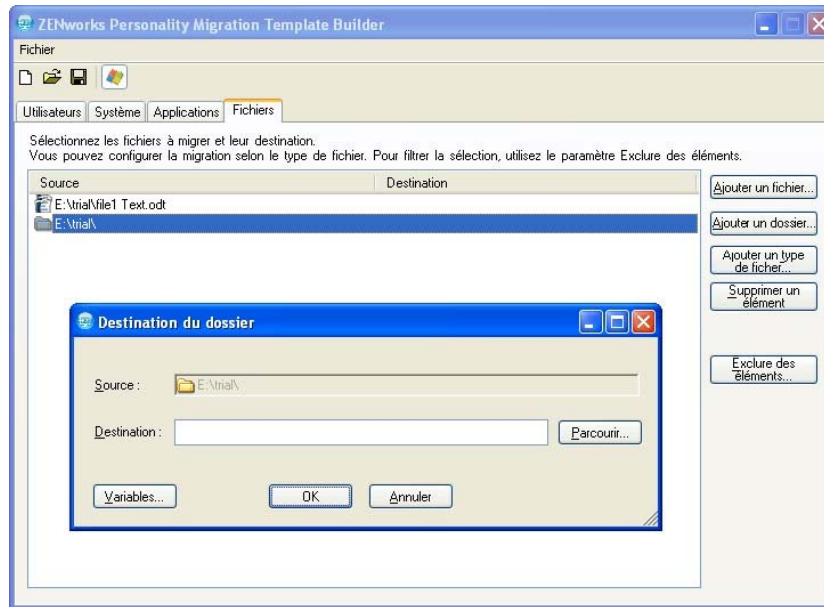 ZENworks Personality Migration Template Builder
Fichier
Utilisateurs Système Applications Fichiers
Sélectionnez les fichiers à migrer et leur destination.
Vous pouvez configurer la migration selon le type de fichier. Pour filtrer la sélection, utilisez le paramètre Exclure des éléments.
Source Destination
E:\trial\file1 Text.odt
E:\trial\
Ajouter un fichier...
Ajouter un dossier...
Ajouter un type
de ficher...
Supprimer un
élément
Exclure des
éléments...
Destination du dossier
Source :
E:\trial\
Destination :
Parcourir...
Variables...
OK
Annuler